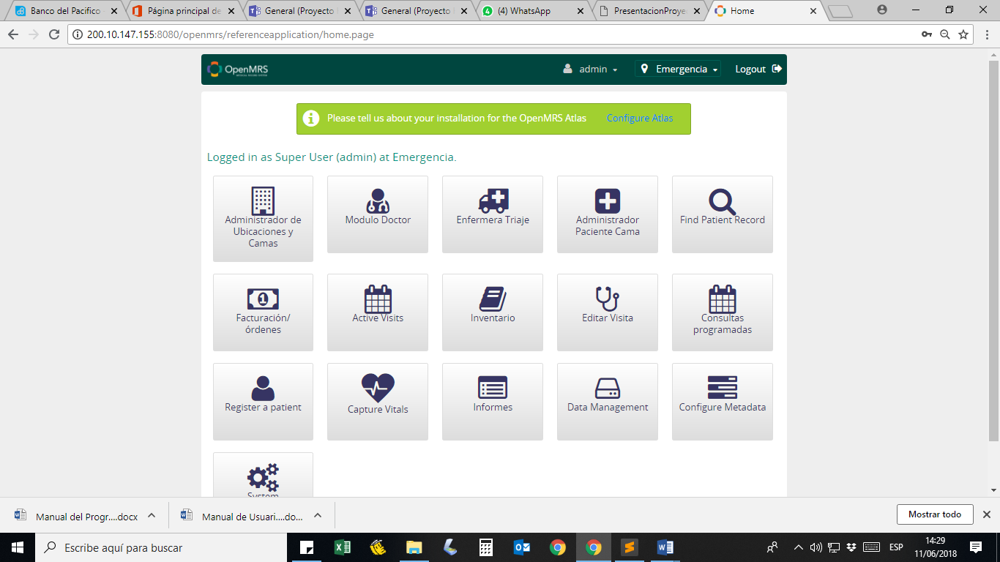 Banco del Pacifico
Página principal de
General (Proyecto
General (Proyecto
(4) WhatsApp
PresentacionProye
Home
200.10.147.155:8080/openmrs/referenceapplication/home.page
OpenMRS
admin
Emergencia
Logout
Please tell us about your installation for the OpenMRS Atlas
Configure Atlas
Logged in as Super User (admin) at Emergencia.
Administrador de
Ubicaciones y
Camas
Modulo Doctor
Enfermera Triaje
Administrador
Paciente Cama
Find Patient Record
Facturación/
órdenes
Active Visits
Inventario
Editar Visita
Consultas
programadas
Register a patient
Capture Vitals
Informes
Data Management
Configure Metadata
System
Manual del Progr....docx
Manual de Usuari....do...
Mostrar todo
Escribe aquí para buscar
ESP
14:29
11/06/2018